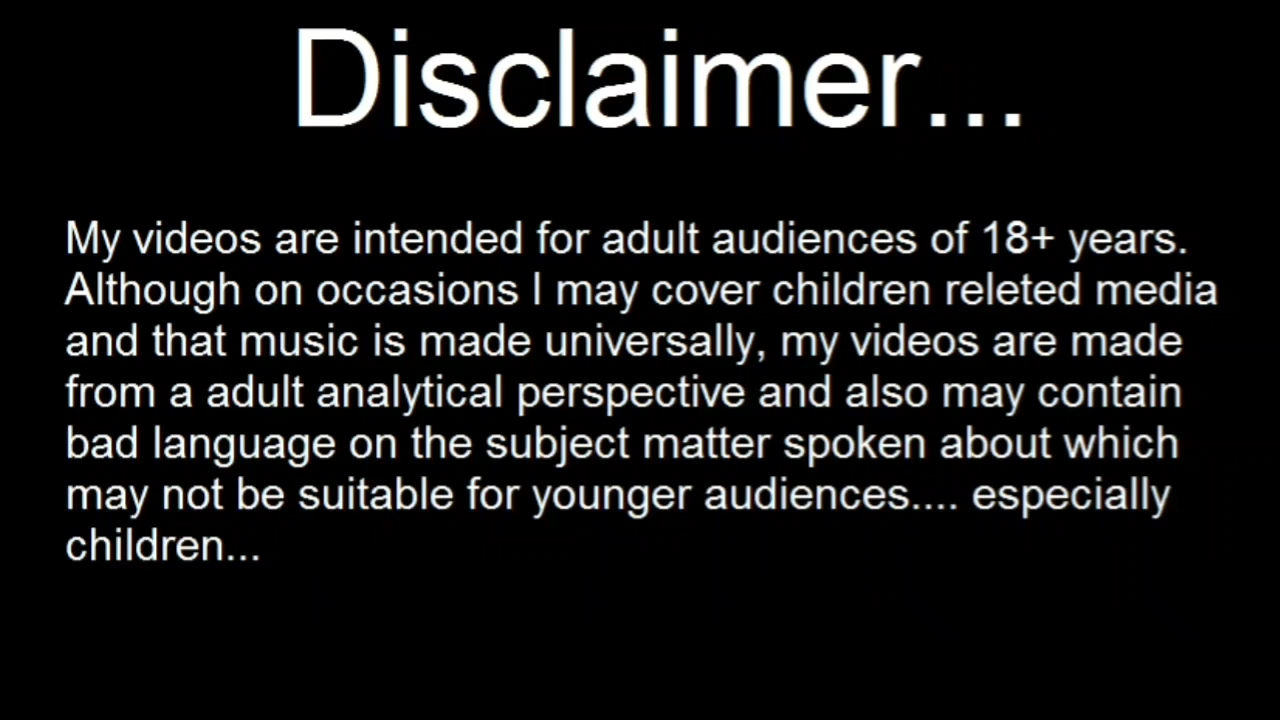 Disclaimer...
My videos are intended for adult audiences of 18+ years.
Although on occasions I may cover children releted media
and that music is made universally, my videos are made
from a adult analytical perspective and also may contain
bad language on the subject matter spoken about which
may not be suitable for younger audiences.... especially
children...